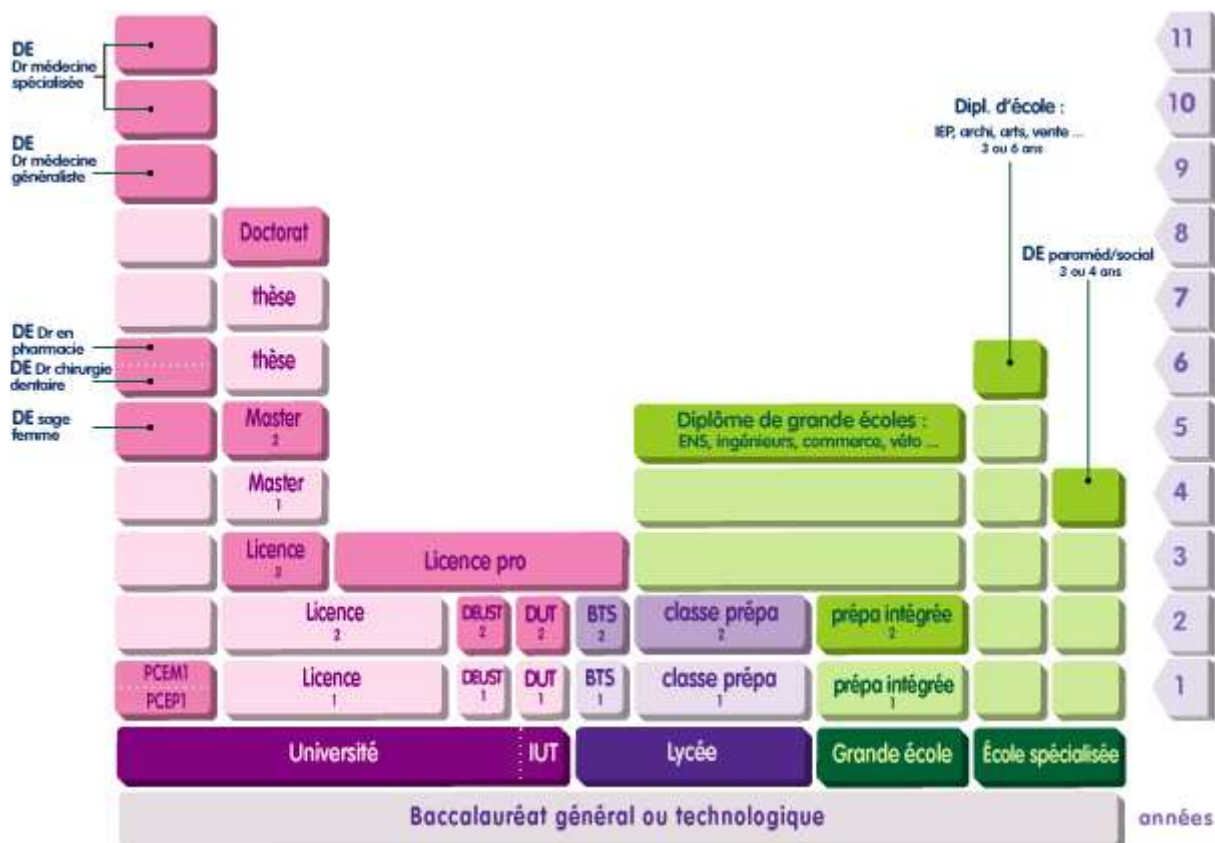 11
DE
Dr médecine
spécialisée
10
Dipl. d'école :
IEP, archi, arts, vente ...
3 ou 6 ans
DE
Dr médecine
généraliste
9
Doctorat
8
DE paraméd/social
3 ou 4 ans
thèse
7
DE Dr en
pharmacie
DE Dr chirurgie
dentaire
thèse
6
DE sage
femme
Master
2
Diplôme de grande écoles :
ENS, ingénieurs, commerce, véto ...
5
Master
1
4
Licence
3
Licence pro
3
Licence
2
DEUST
2
DUT
2
BTS
2
classe prépa
2
prépa intégrée
2
2
PCEM1
PCEP1
Licence
1
DEUST
1
DUT
1
BTS
1
classe prépa
1
prépa intégrée
1
1
Université
IUT
Lycée
Grande école
École spécialisée
Baccalauréat général ou technologique
années